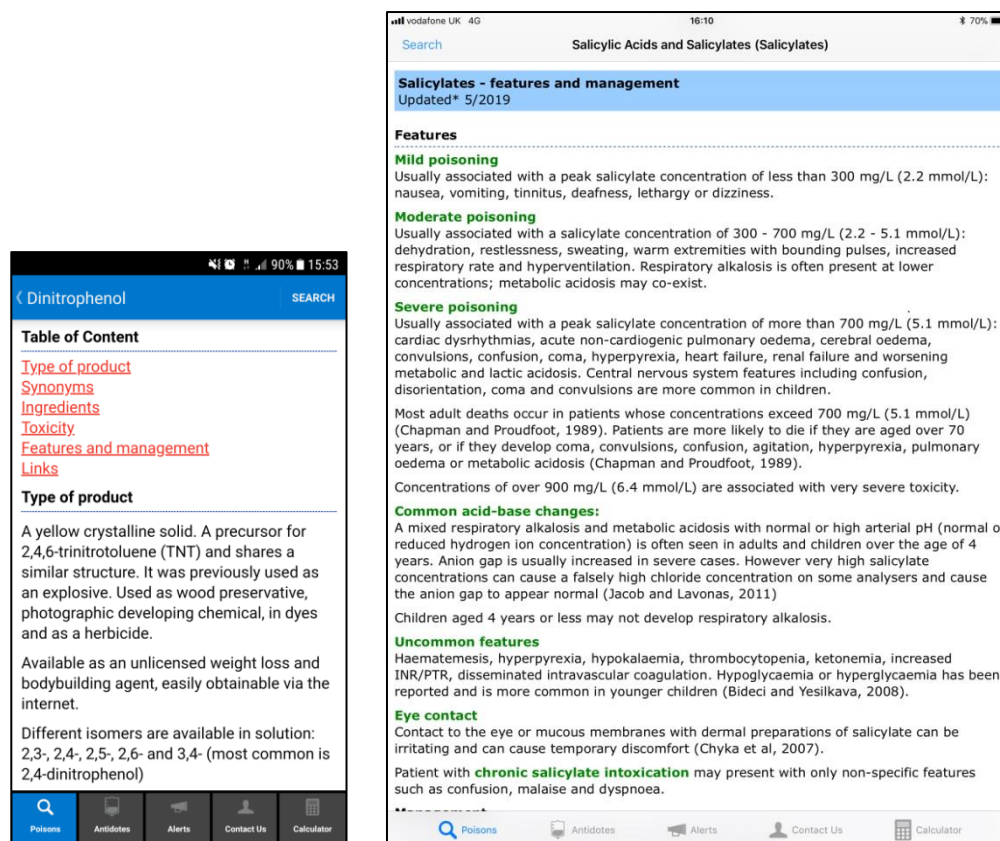 90% 15:53
Dinitrophenol SEARCH
Table of Content
Type of product
Synonyms
Ingredients
Toxicity
Features and management
Links
Type of product
A yellow crystalline solid. A precursor for
2,4,6-trinitrotoluene (TNT) and shares a
similar structure. It was previously used as
an explosive. Used as wood preservative,
photographic developing chemical, in dyes
and as a herbicide.
Available as an unlicensed weight loss and
bodybuilding agent, easily obtainable via the
internet.
Different isomers are available in solution:
2,3-, 2,4-, 2,5-, 2,6- and 3,4- (most common is
2,4-dinitrophenol)
Poisons Antidotes Alerts Contact Us Calculator
vodafone UK 4G 16:10 70%
Search Salicylic Acids and Salicylates (Salicylates)
Salicylates - features and management
Updated* 5/2019
Features
Mild poisoning
Usually associated with a peak salicylate concentration of less than 300 mg/L (2.2 mmol/L):
nausea, vomiting, tinnitus, deafness, lethargy or dizziness.
Moderate poisoning
Usually associated with a salicylate concentration of 300 - 700 mg/L (2.2 - 5.1 mmol/L):
dehydration, restlessness, sweating, warm extremities with bounding pulses, increased
respiratory rate and hyperventilation. Respiratory alkalosis is often present at lower
concentrations; metabolic acidosis may co-exist.
Severe poisoning
Usually associated with a peak salicylate concentration of more than 700 mg/L (5.1 mmol/L):
cardiac dysrhythmias, acute non-cardiogenic pulmonary oedema, cerebral oedema,
convulsions, confusion, coma, hyperpyrexia, heart failure, renal failure and worsening
metabolic and lactic acidosis. Central nervous system features including confusion,
disorientation, coma and convulsions are more common in children.
Most adult deaths occur in patients whose concentrations exceed 700 mg/L (5.1 mmol/L)
(Chapman and Proudfoot, 1989). Patients are more likely to die if they are aged over 70
years, or if they develop coma, convulsions, confusion, agitation, hyperpyrexia, pulmonary
oedema or metabolic acidosis (Chapman and Proudfoot, 1989).
Concentrations of over 900 mg/L (6.4 mmol/L) are associated with very severe toxicity.
Common acid-base changes:
A mixed respiratory alkalosis and metabolic acidosis with normal or high arterial pH (normal o
reduced hydrogen ion concentration) is often seen in adults and children over the age of 4
years. Anion gap is usually increased in severe cases. However very high salicylate
concentrations can cause a falsely high chloride concentration on some analysers and cause
the anion gap to appear normal (Jacob and Lavonas, 2011)
Children aged 4 years or less may not develop respiratory alkalosis.
Uncommon features
Haematemesis, hyperpyrexia, hypokalaemia, thrombocytopenia, ketonemia, increased
INR/PTR, disseminated intravascular coagulation. Hypoglycaemia or hyperglycaemia has been
reported and is more common in younger children (Bideci and Yesilkava, 2008).
Eye contact
Contact to the eye or mucous membranes with dermal preparations of salicylate can be
irritating and can cause temporary discomfort (Chyka et al, 2007).
Patient with chronic salicylate intoxication may present with only non-specific features
such as confusion, malaise and dyspnoea.
Poisons Antidotes Alerts Contact Us Calculator